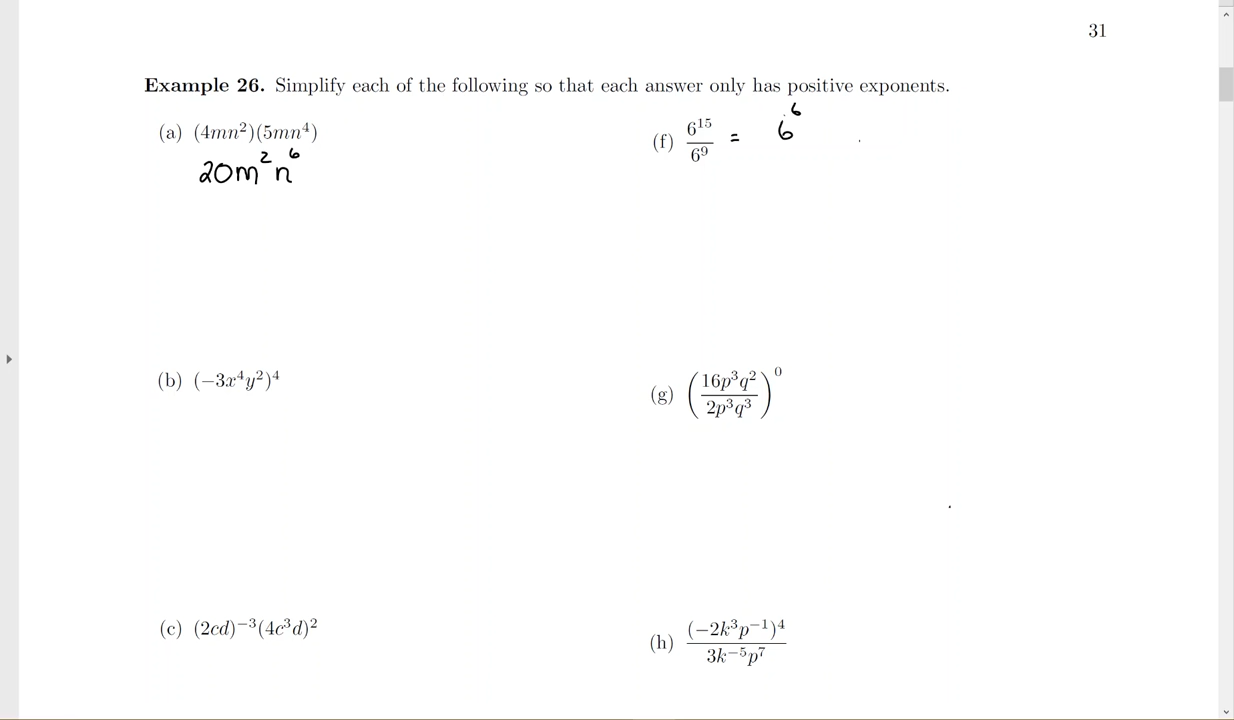 31
Example 26. Simplify each of the following so that each answer only has positive exponents.
(a) (4mn²)(5mn⁴)
20m²n⁶
(b) (−3x⁴y²)⁴
(c) (2cd)⁻³(4c³d)²
(f) 6¹⁵/6⁹ = 6⁶
(g) (16p³q²/2p³q³)⁰
(h) (−2k³p⁻¹)⁴/3k⁻⁵p⁷